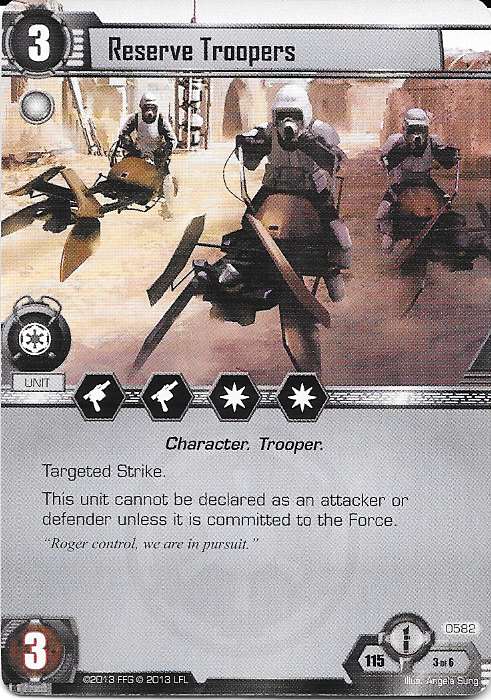 3
Reserve Troopers
UNIT
Character. Trooper.
Targeted Strike.
This unit cannot be declared as an attacker or
defender unless it is committed to the Force.
“Roger control, we are in pursuit.”
3
0582
115
3 of 6
©2013 FFG © 2013 LFL
Illus. Angela Sung